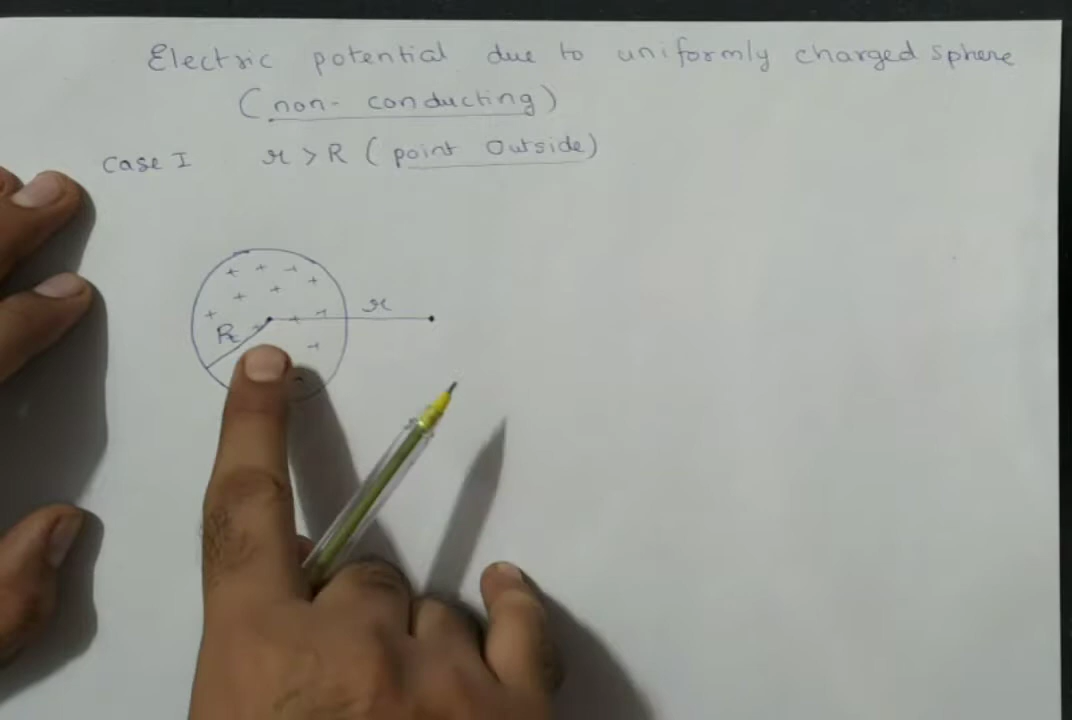 Electric potential due to uniformly charged sphere
(non-conducting)
Case I r > R (point Outside)
r
R